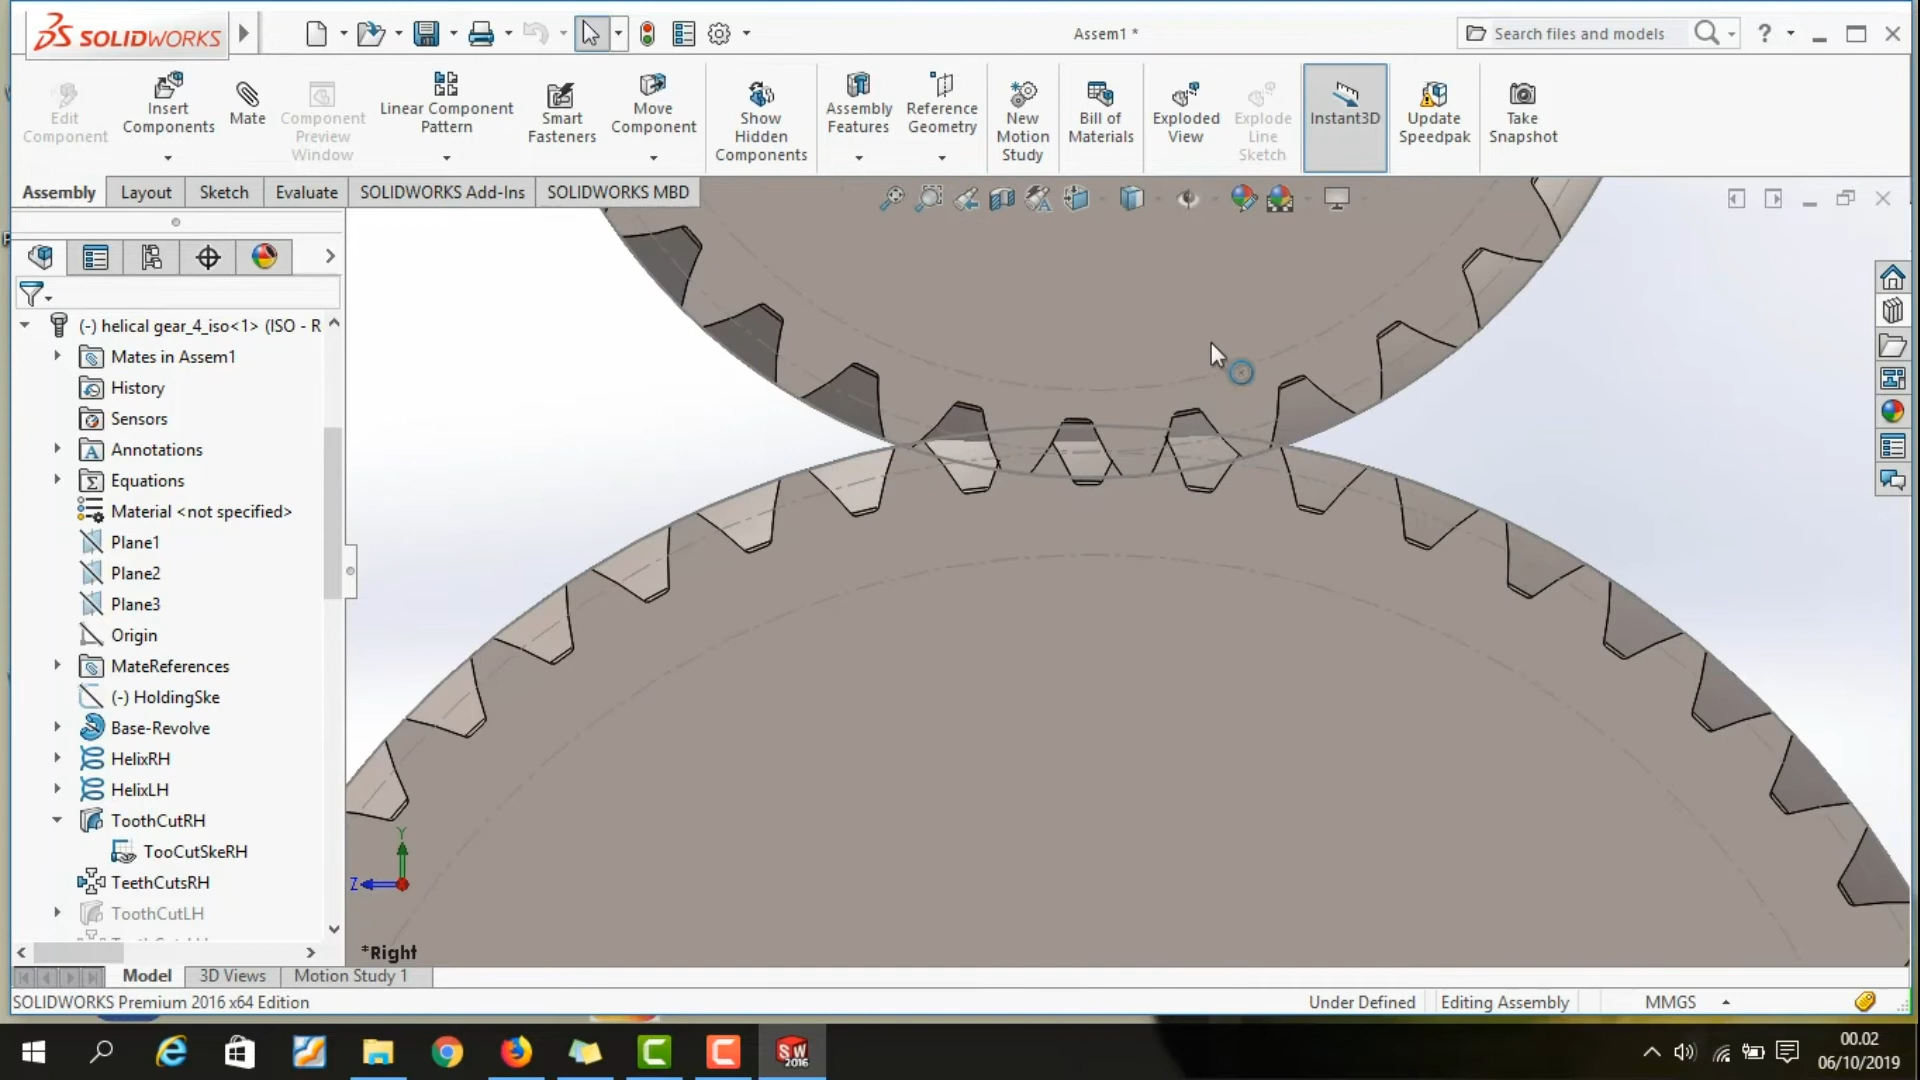 SOLIDWORKS
Assem1 *
Search files and models
?
Edit Component
Insert Components
Mate
Component Preview Window
Linear Component Pattern
Smart Fasteners
Move Component
Show Hidden Components
Assembly Features
Reference Geometry
New Motion Study
Bill of Materials
Exploded View
Explode Line Sketch
Instant3D
Update Speedpak
Take Snapshot
Assembly
Layout
Sketch
Evaluate
SOLIDWORKS Add-Ins
SOLIDWORKS MBD
(-) helical gear_4_iso<1> (ISO - R
Mates in Assem1
History
Sensors
Annotations
Equations
Material <not specified>
Plane1
Plane2
Plane3
Origin
MateReferences
(-) HoldingSke
Base-Revolve
HelixRH
HelixLH
ToothCutRH
TooCutSkeRH
TeethCutsRH
ToothCutLH
Y
Z
*Right
Model
3D Views
Motion Study 1
SOLIDWORKS Premium 2016 x64 Edition
Under Defined
Editing Assembly
MMGS
SW
2016
00.02
06/10/2019